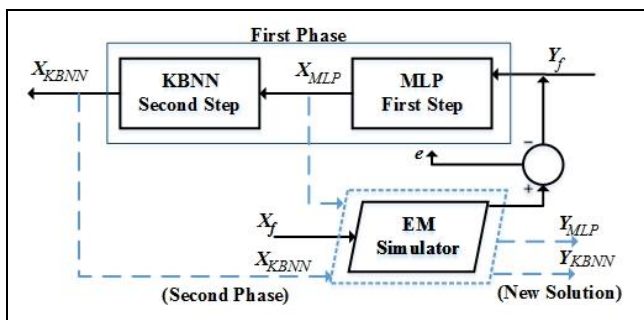 First Phase
X_KBNN
KBNN
Second Step
X_MLP
MLP
First Step
Y_f
−
e
+
X_f
EM
Simulator
Y_MLP
X_KBNN
Y_KBNN
(Second Phase)
(New Solution)